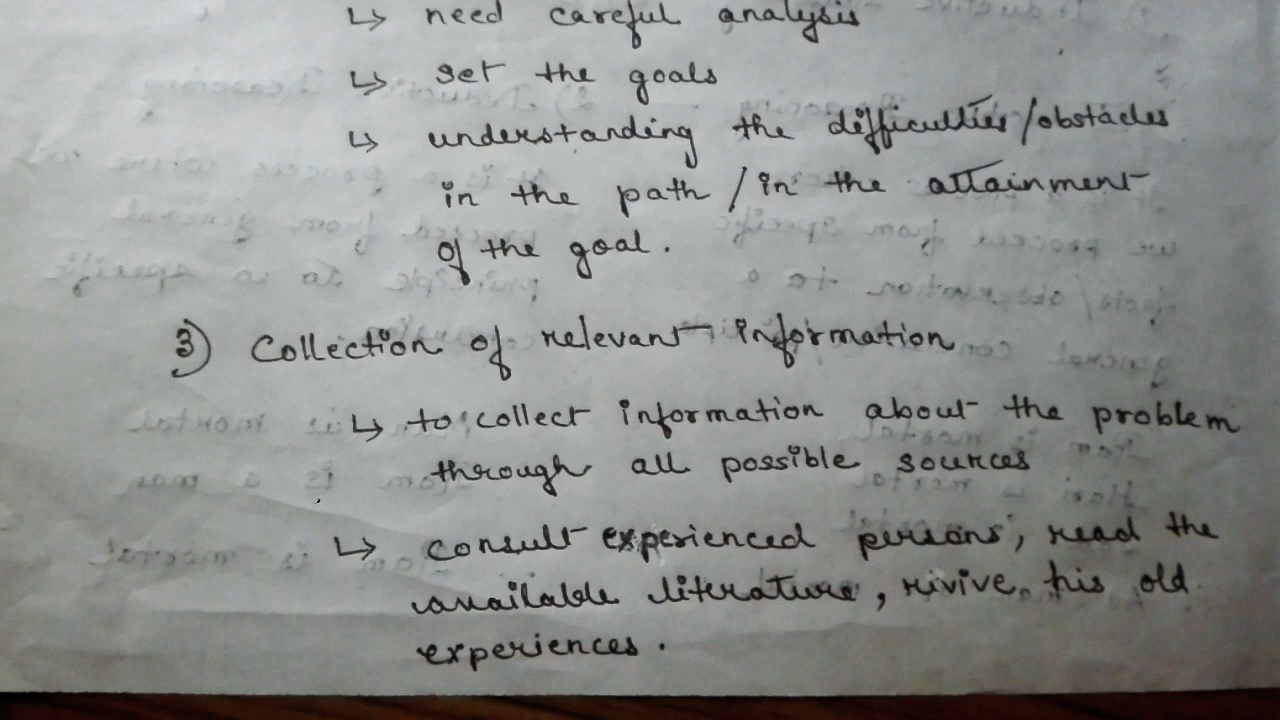 ↳ need careful analysis
↳ set the goals
↳ understanding the difficulties/obstacles
in the path / in the attainment
of the goal.
3) Collection of relevant information
↳ to collect information about the problem
through all possible sources
↳ consult experienced persons, read the
available literature, rivive his old
experiences.